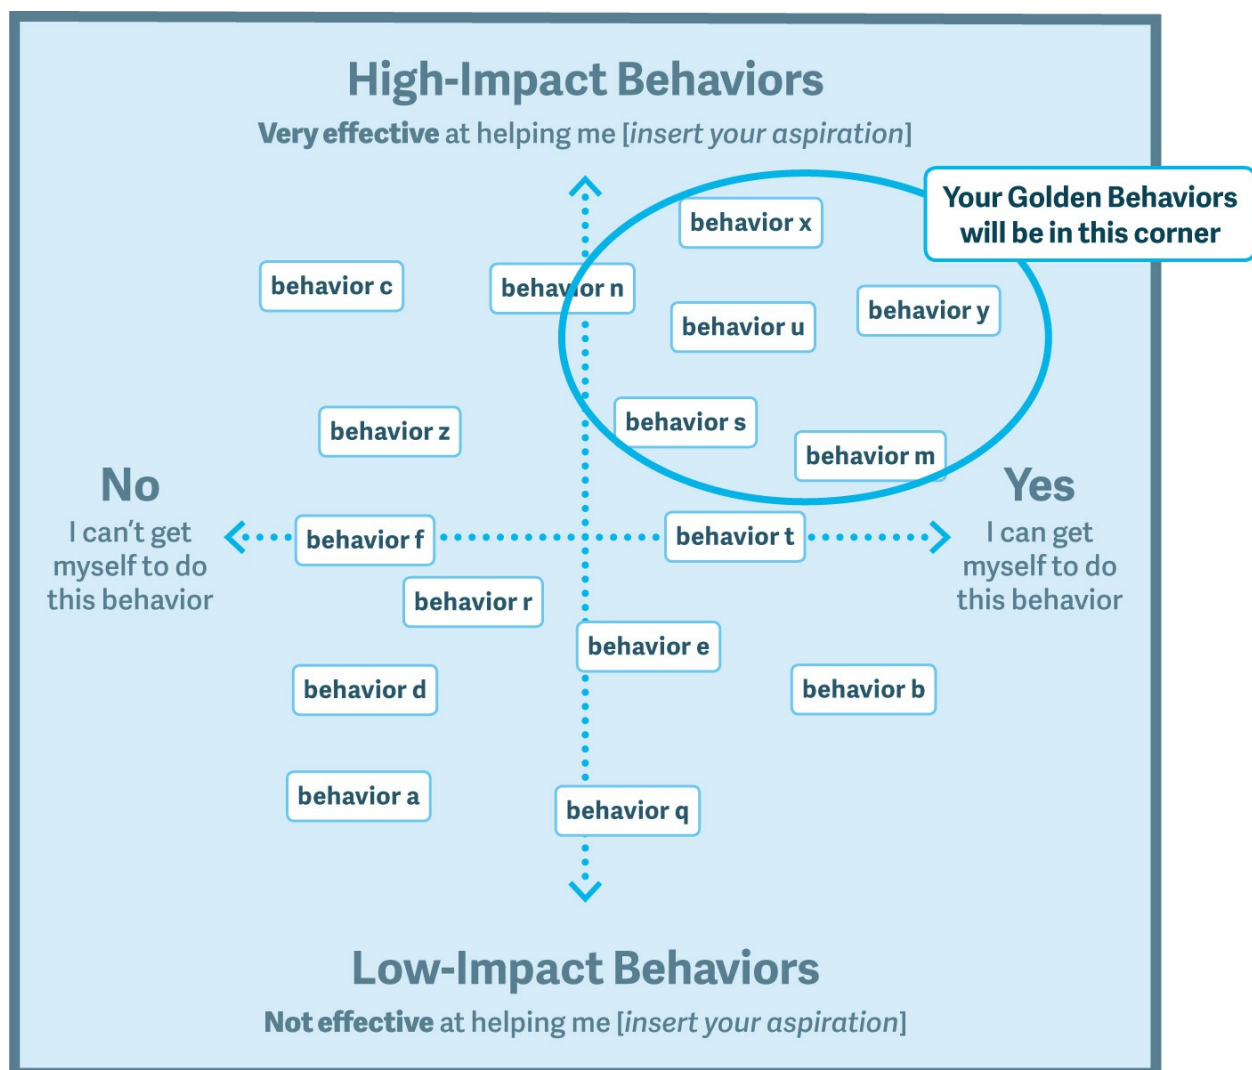 High-Impact Behaviors
Very effective at helping me [insert your aspiration]
Your Golden Behaviors
will be in this corner
behavior x
behavior c
behavior n
behavior y
behavior u
behavior s
behavior z
behavior m
No
I can't get
myself to do
this behavior
Yes
I can get
myself to do
this behavior
behavior f
behavior t
behavior r
behavior e
behavior d
behavior b
behavior a
behavior q
Low-Impact Behaviors
Not effective at helping me [insert your aspiration]